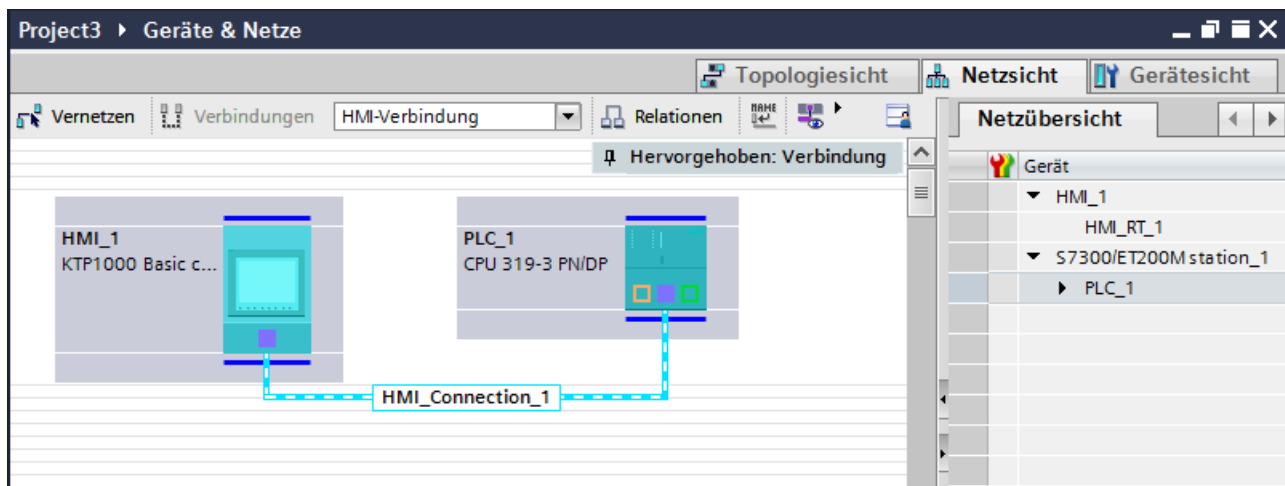 Project3 ▸ Geräte & Netze
Topologiesicht
Netzsicht
Gerätesicht
Vernetzen
Verbindungen
HMI-Verbindung
Relationen
NAME
Netzübersicht
Hervorgehoben: Verbindung
Gerät
HMI_1
HMI_RT_1
S7300/ET200M station_1
PLC_1
HMI_1
KTP1000 Basic c...
PLC_1
CPU 319-3 PN/DP
HMI_Connection_1